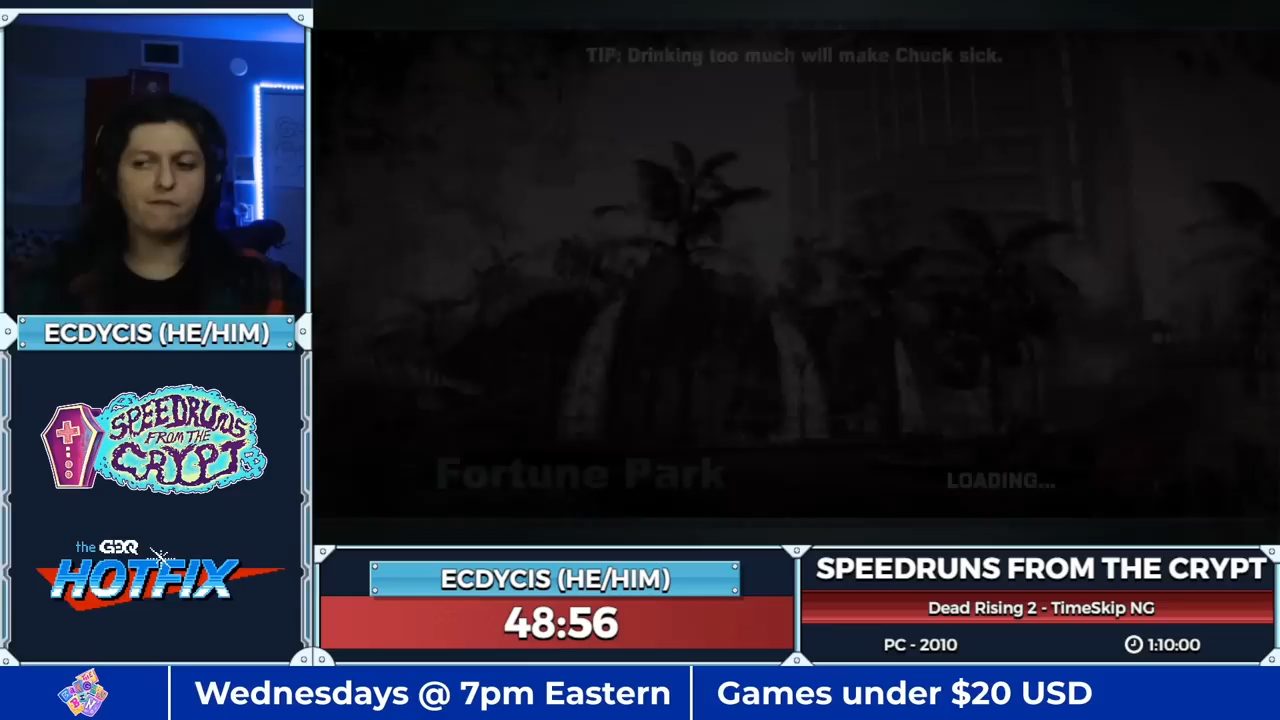 TIP: Drinking too much will make Chuck sick.
Fortune Park
LOADING...
ECDYCIS (HE/HIM)
SPEEDRUNS
FROM THE
CRYPT
the GDQ
HOTFIX
ECDYCIS (HE/HIM)
48:56
SPEEDRUNS FROM THE CRYPT
Dead Rising 2 - TimeSkip NG
PC - 2010
1:10:00
Wednesdays @ 7pm Eastern
Games under $20 USD